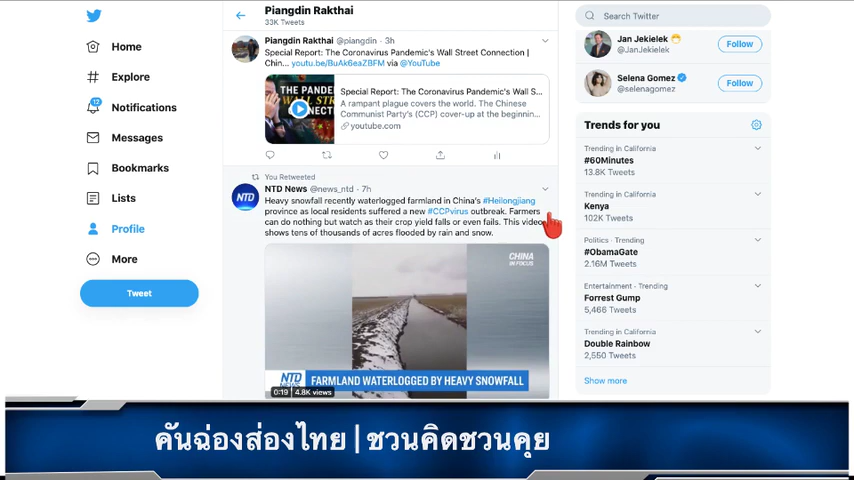 Piangdin Rakthai
33K Tweets
Search Twitter
Home
Explore
12
Notifications
Messages
Bookmarks
Lists
Profile
More
Tweet
Piangdin Rakthai @piangdin · 3h
Special Report: The Coronavirus Pandemic's Wall Street Connection |
Chin... youtu.be/BuAk6eaZBFM via @YouTube
THE PANDEM
WALL STR
CONNECTI
Special Report: The Coronavirus Pandemic's Wall S...
A rampant plague covers the world. The Chinese
Communist Party's (CCP) cover-up at the beginnin...
youtube.com
You Retweeted
NTD
NTD News @news_ntd · 7h
Heavy snowfall recently waterlogged farmland in China's #Heilongjiang
province as local residents suffered a new #CCPvirus outbreak. Farmers
can do nothing but watch as their crop yield falls or even fails. This video
shows tens of thousands of acres flooded by rain and snow.
CHINA
IN FOCUS
NTD
NEWS
FARMLAND WATERLOGGED BY HEAVY SNOWFALL
0:19 4.8K views
Jan Jekielek
@JanJekielek
Follow
Selena Gomez
@selenagomez
Follow
Trends for you
Trending in California
#60Minutes
13.8K Tweets
Trending in California
Kenya
102K Tweets
Politics · Trending
#ObamaGate
2.16M Tweets
Entertainment · Trending
Forrest Gump
5,466 Tweets
Trending in California
Double Rainbow
2,550 Tweets
Show more
คันฉ่องส่องไทย | ชวนคิดชวนคุย